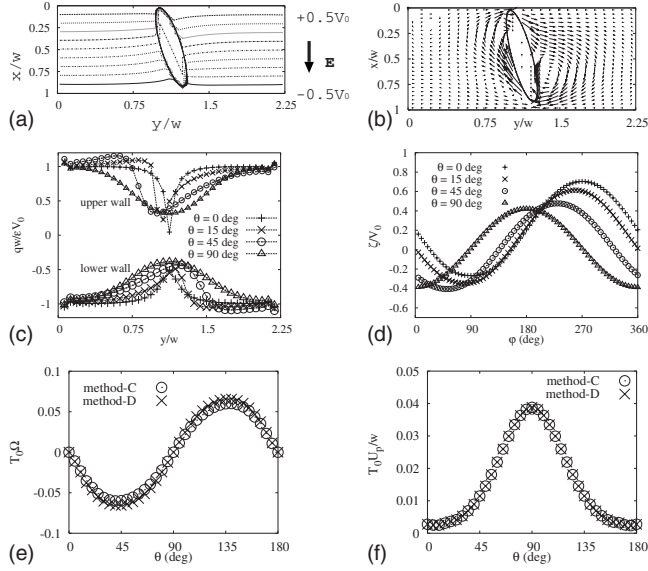 0
0.25
0.50
0.75
1
x/w
0 0.75 1.50 2.25
y/w
+0.5V₀
E
-0.5V₀
(a)
0
0.25
0.50
0.75
1
x/w
0 0.75 1.50 2.25
y/w
(b)
1
0.5
0
-0.5
-1
qw/εV₀
upper wall
θ = 0 deg
θ = 15 deg
θ = 45 deg
θ = 90 deg
lower wall
0 0.75 1.5 2.25
y/w
(c)
0.8
0.6
0.4
0.2
0
-0.2
-0.4
-0.6
ζ/V₀
θ = 0 deg
θ = 15 deg
θ = 45 deg
θ = 90 deg
0 90 180 270 360
φ (deg)
(d)
0.1
0.05
0
-0.05
-0.1
T₀Ω
method-C
method-D
0 45 90 135 180
θ (deg)
(e)
0.05
0.04
0.03
0.02
0.01
0
T₀Uₚ/w
method-C
method-D
0 45 90 135 180
θ (deg)
(f)